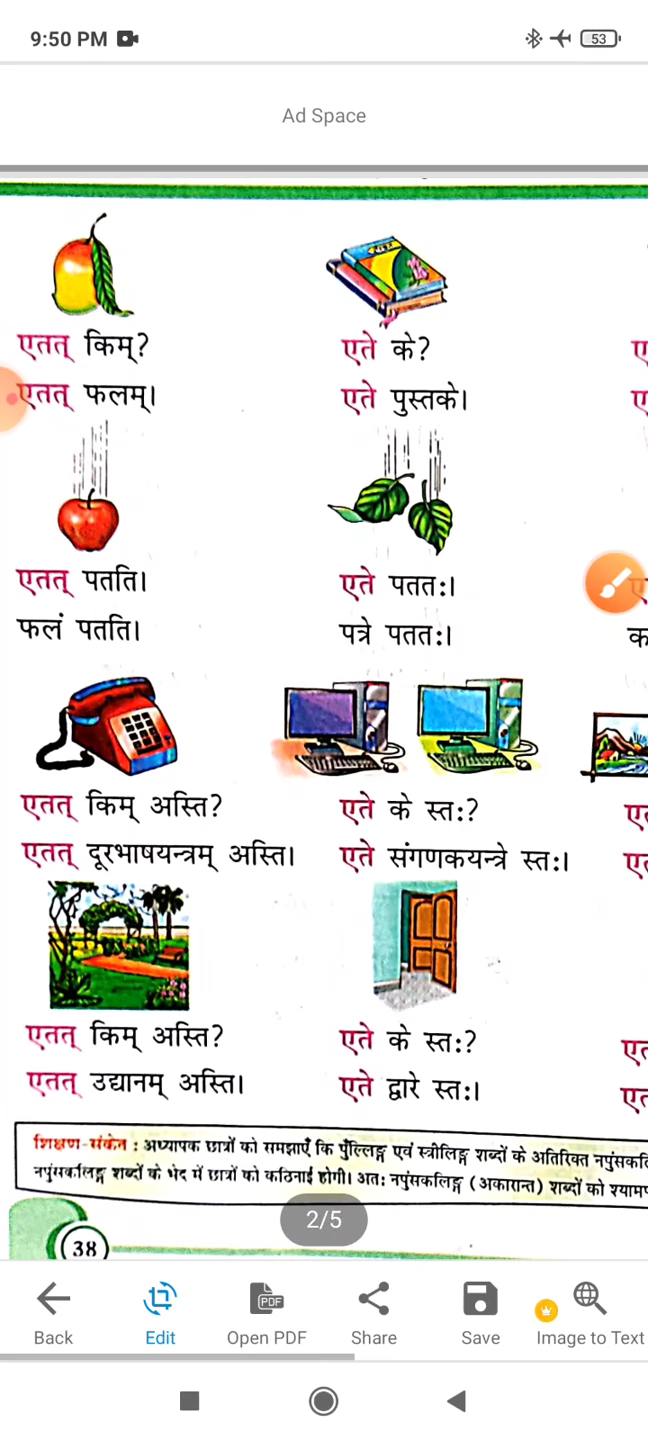 9:50 PM
53
Ad Space
एतत् किम्?
एते के?
एतत् फलम्।
एते पुस्तके।
एतत् पतति।
एते पततः।
फलं पतति।
पत्रे पततः।
एतत् किम् अस्ति?
एते के स्तः?
एतत् दूरभाषयन्त्रम् अस्ति।
एते संगणकयन्त्रे स्तः।
एतत् किम् अस्ति?
एते के स्तः?
एतत् उद्यानम् अस्ति।
एते द्वारे स्तः।
शिक्षण-संकेत : अध्यापक छात्रों को समझाएँ कि पुँल्लिङ्ग एवं स्त्रीलिङ्ग शब्दों के अतिरिक्त
नपुंसकलिङ्ग शब्दों के भेद में छात्रों को कठिनाई होगी। अतः नपुंसकलिङ्ग (अकारान्त) शब्दों को
2/5
38
PDF
Back
Edit
Open PDF
Share
Save
Image to Text